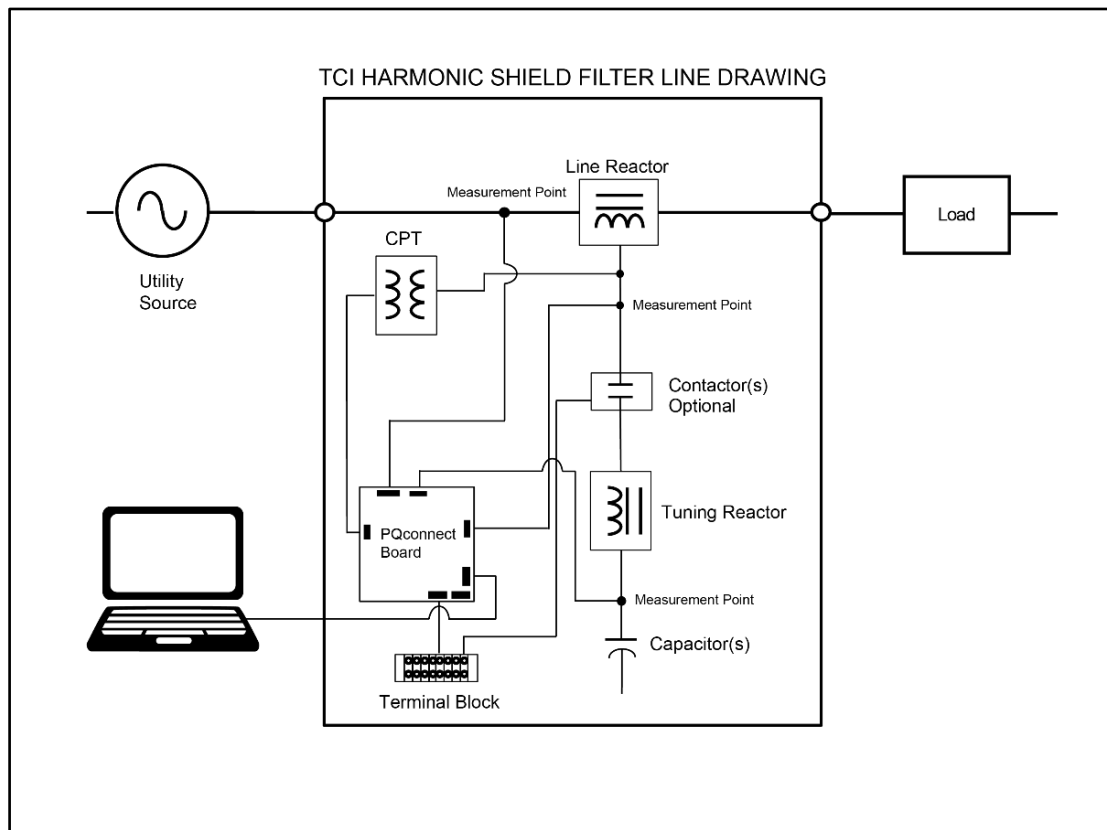 TCI HARMONIC SHIELD FILTER LINE DRAWING
Line Reactor
Measurement Point
Load
CPT
Utility
Source
Measurement Point
Contactor(s)
Optional
Tuning Reactor
PQconnect
Board
Measurement Point
Capacitor(s)
Terminal Block